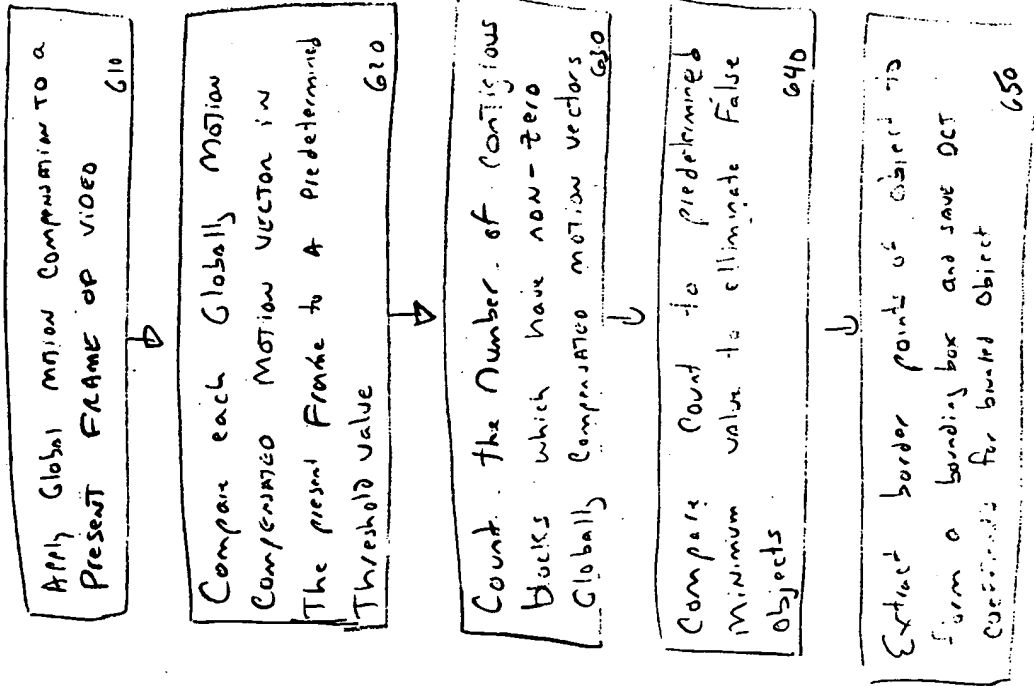 Apply Global motion Compensation To a
Present FRAME OF VIDEO
610
Compare each Globally Motion
Compensated MOTION VECTOR IN
The present Frame to A Predetermined
Threshold value
620
Count the Number of Contigious
blocks which have non-zero
Globally Compensated motion vectors
630
Compare Count to predetermined
Minimum value to elliminate False
Objects
640
Extract border points of object to
form a bounding box and save DCT
for bounded Object
650